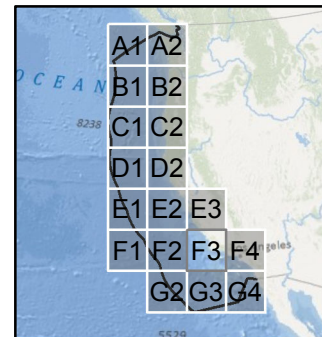 A1 A2
OCEAN
B1 B2
8238
C1 C2
D1 D2
E1 E2 E3
F1 F2 F3 F4 geles
G2 G3 G4
5529